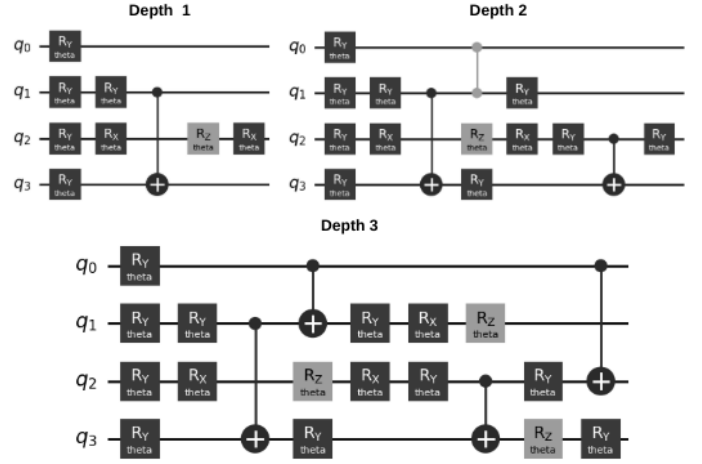 Depth 1
q0 RY theta
q1 RY theta RY theta
q2 RY theta RX theta RZ theta RX theta
q3 RY theta
Depth 2
q0 RY theta
q1 RY theta RY theta RY theta
q2 RY theta RX theta RZ theta RX theta RY theta RY theta
q3 RY theta RY theta
Depth 3
q0 RY theta
q1 RY theta RY theta RY theta RX theta RZ theta
q2 RY theta RX theta RZ theta RX theta RY theta RY theta
q3 RY theta RY theta RZ theta RY theta